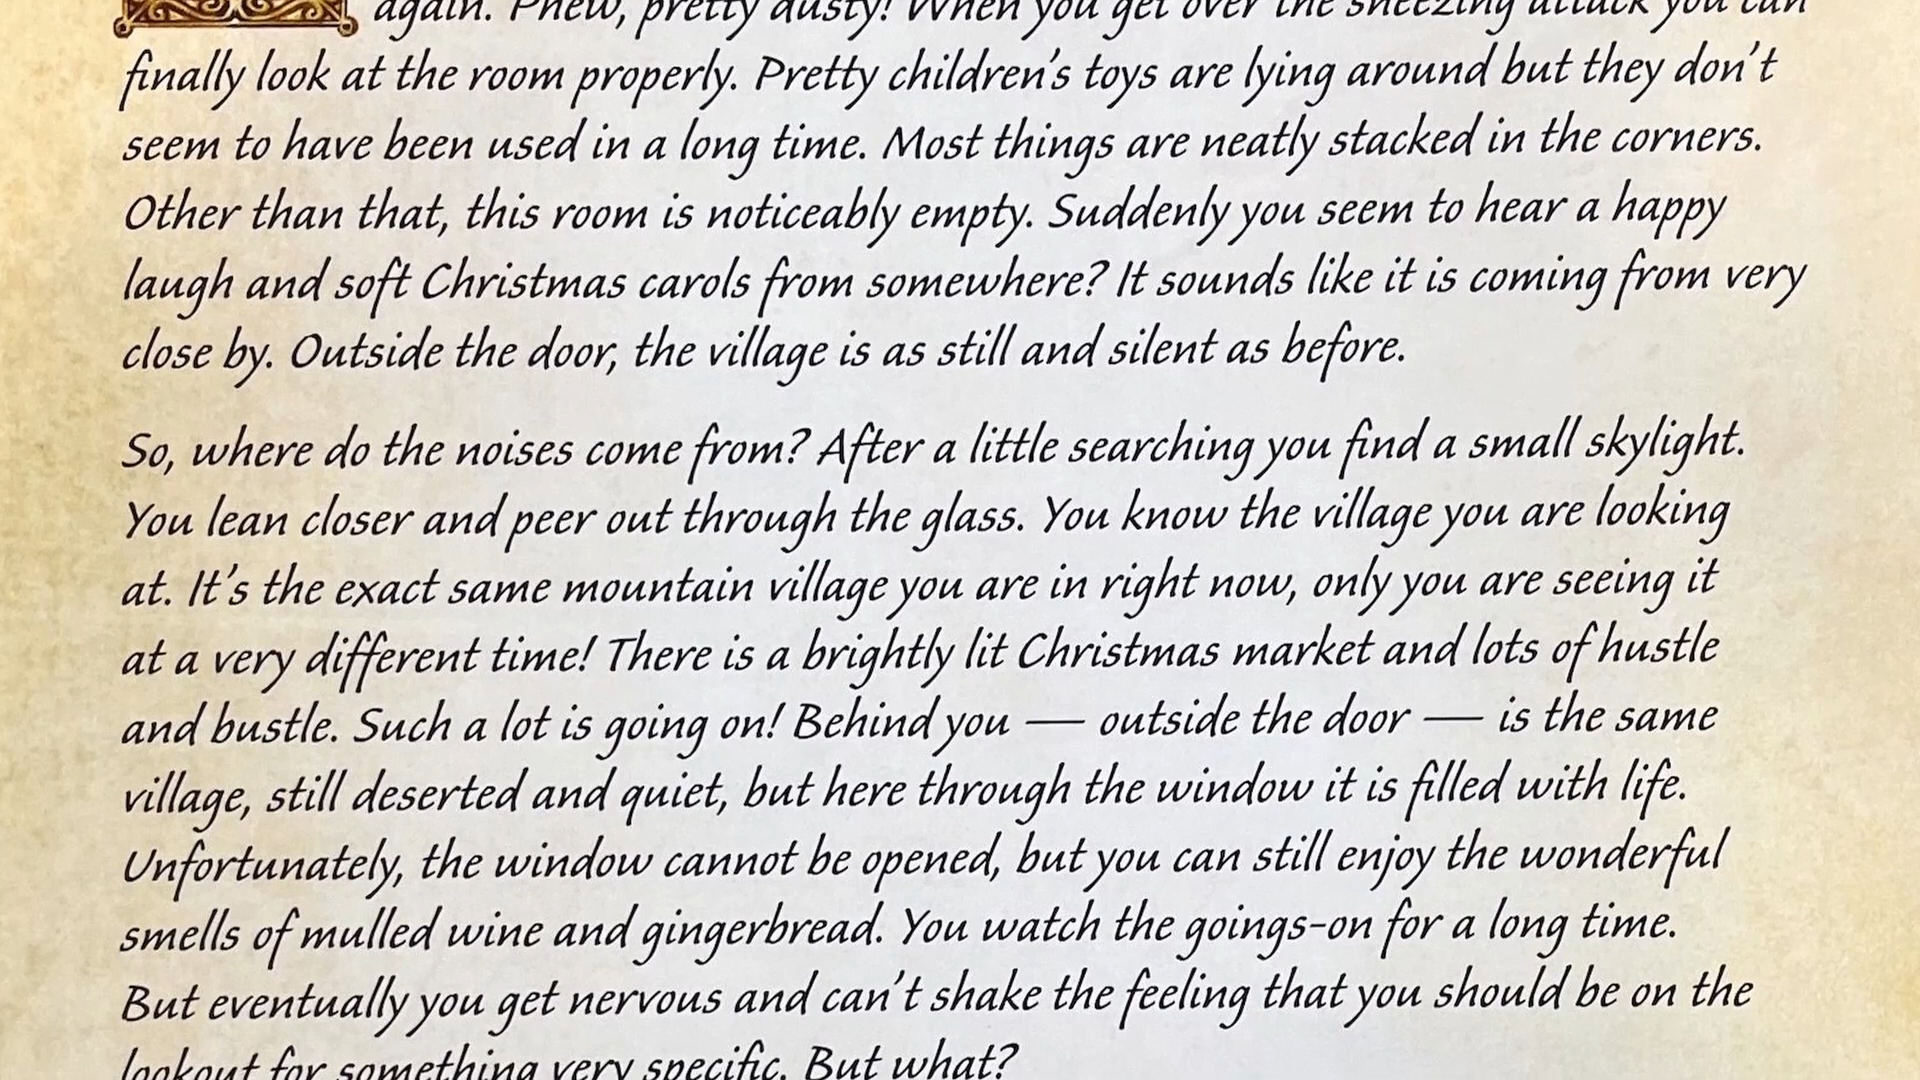 again. Phew, pretty dusty! When you get over the sneezing attack you can
finally look at the room properly. Pretty children's toys are lying around but they don't
seem to have been used in a long time. Most things are neatly stacked in the corners.
Other than that, this room is noticeably empty. Suddenly you seem to hear a happy
laugh and soft Christmas carols from somewhere? It sounds like it is coming from very
close by. Outside the door, the village is as still and silent as before.
So, where do the noises come from? After a little searching you find a small skylight.
You lean closer and peer out through the glass. You know the village you are looking
at. It's the exact same mountain village you are in right now, only you are seeing it
at a very different time! There is a brightly lit Christmas market and lots of hustle
and bustle. Such a lot is going on! Behind you — outside the door — is the same
village, still deserted and quiet, but here through the window it is filled with life.
Unfortunately, the window cannot be opened, but you can still enjoy the wonderful
smells of mulled wine and gingerbread. You watch the goings-on for a long time.
But eventually you get nervous and can't shake the feeling that you should be on the
lookout for something very specific. But what?